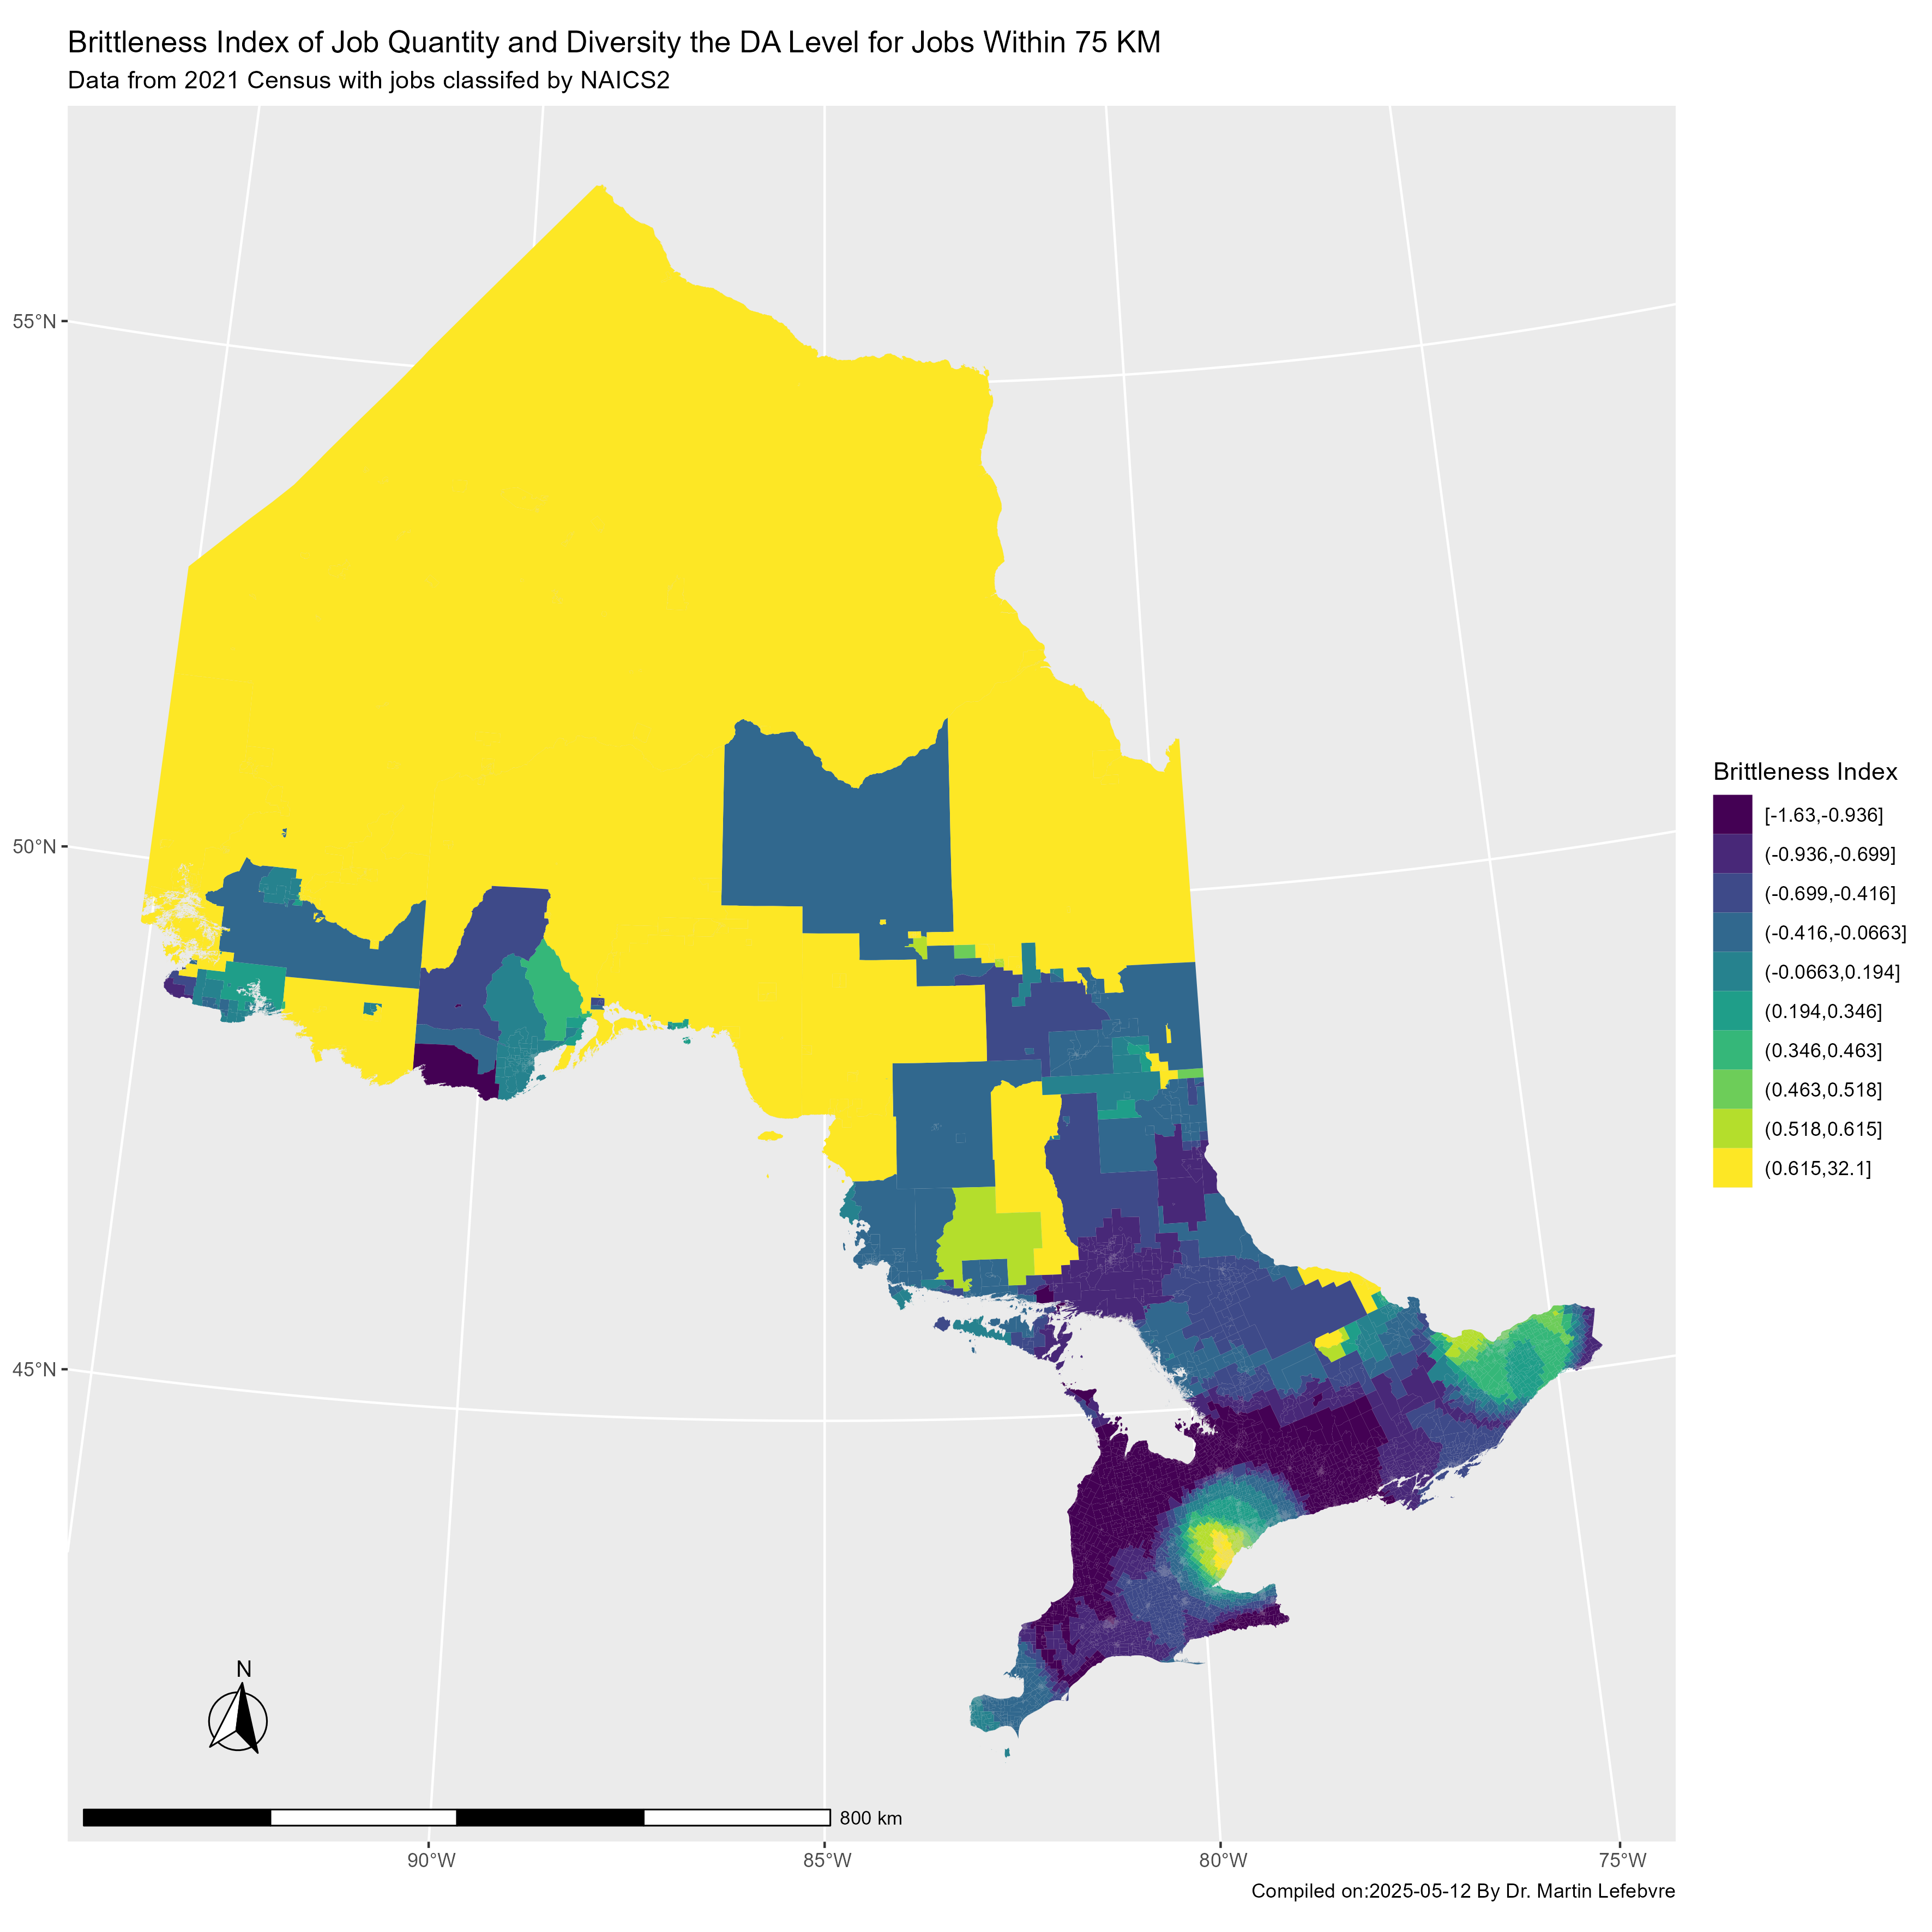 Brittleness Index of Job Quantity and Diversity the DA Level for Jobs Within 75 KM
Data from 2021 Census with jobs classifed by NAICS2
55°N
50°N
45°N
Brittleness Index
[-1.63,-0.936]
(-0.936,-0.699]
(-0.699,-0.416]
(-0.416,-0.0663]
(-0.0663,0.194]
(0.194,0.346]
(0.346,0.463]
(0.463,0.518]
(0.518,0.615]
(0.615,32.1]
N
800 km
90°W
85°W
80°W
75°W
Compiled on:2025-05-12 By Dr. Martin Lefebvre